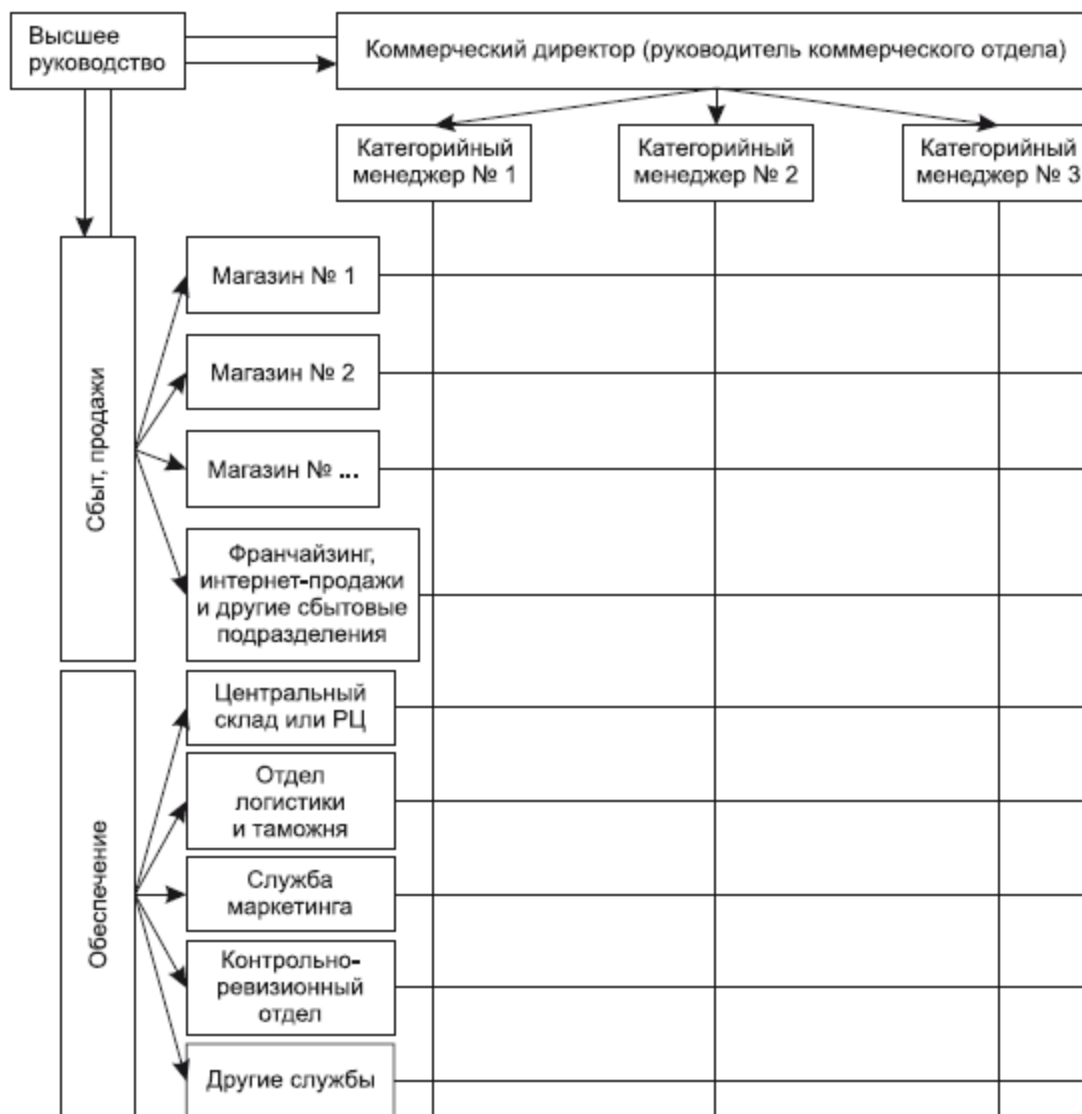 Высшее
руководство
Коммерческий директор (руководитель коммерческого отдела)
Категорийный
менеджер № 1
Категорийный
менеджер № 2
Категорийный
менеджер № 3
Сбыт, продажи
Магазин № 1
Магазин № 2
Магазин № ...
Франчайзинг,
интернет-продажи
и другие сбытовые
подразделения
Обеспечение
Центральный
склад или РЦ
Отдел
логистики
и таможня
Служба
маркетинга
Контрольно-
ревизионный
отдел
Другие службы